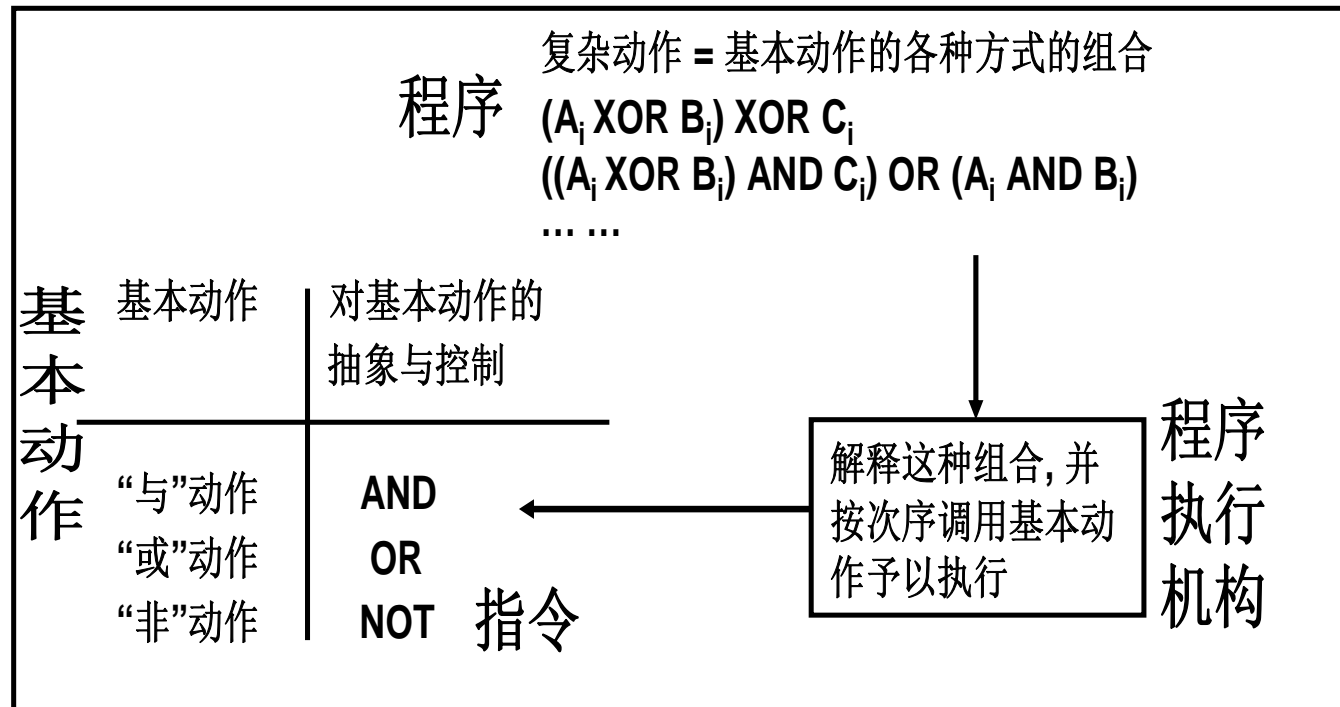 复杂动作 = 基本动作的各种方式的组合
程序
(Ai XOR Bi) XOR Ci
((Ai XOR Bi) AND Ci) OR (Ai AND Bi)
… …
基本动作
基本动作
对基本动作的
抽象与控制
“与”动作 AND
“或”动作 OR
“非”动作 NOT
指令
解释这种组合, 并
按次序调用基本动
作予以执行
程序
执行
机构